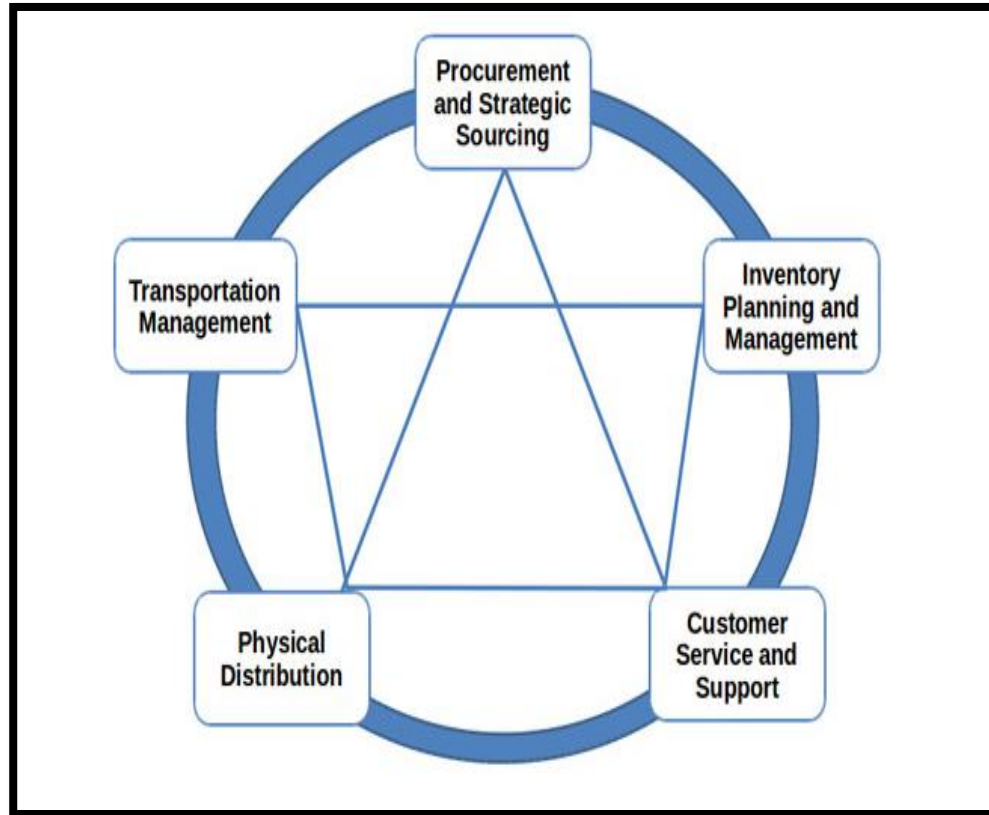 Procurement
and Strategic
Sourcing
Transportation
Management
Inventory
Planning and
Management
Physical
Distribution
Customer
Service and
Support